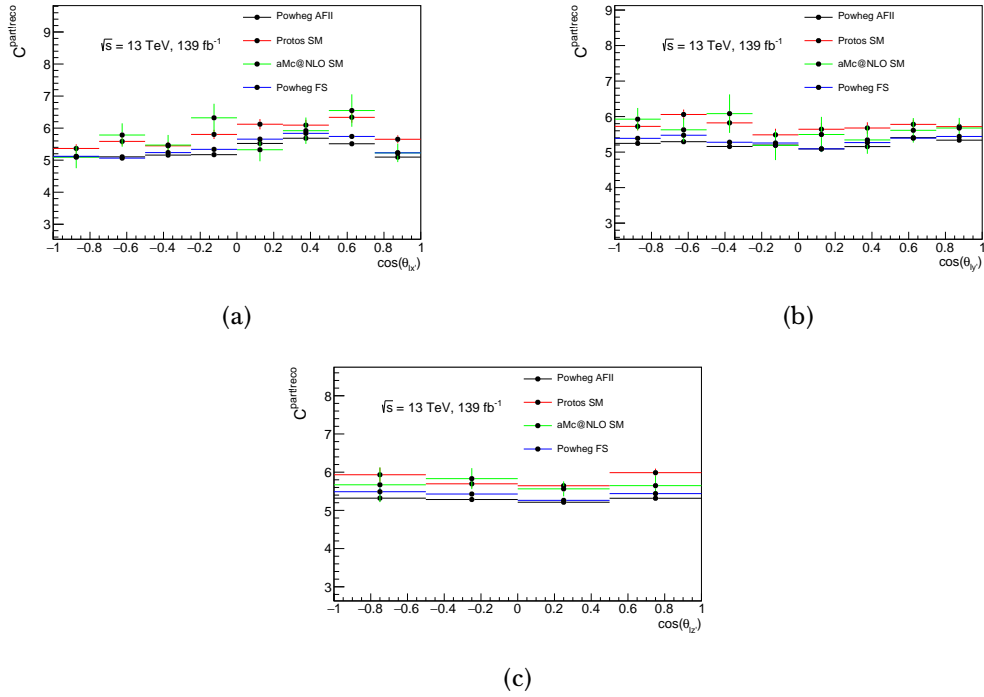 C^part!reco
9
8
7
6
5
4
3
√s = 13 TeV, 139 fb⁻¹
Powheg AFII
Protos SM
aMc@NLO SM
Powheg FS
−1 −0.8 −0.6 −0.4 −0.2 0 0.2 0.4 0.6 0.8 1
cos(θ_lx')
(a)
C^part!reco
9
8
7
6
5
4
3
√s = 13 TeV, 139 fb⁻¹
Powheg AFII
Protos SM
aMc@NLO SM
Powheg FS
−1 −0.8 −0.6 −0.4 −0.2 0 0.2 0.4 0.6 0.8 1
cos(θ_ly')
(b)
C^part!reco
8
7
6
5
4
3
√s = 13 TeV, 139 fb⁻¹
Powheg AFII
Protos SM
aMc@NLO SM
Powheg FS
−1 −0.8 −0.6 −0.4 −0.2 0 0.2 0.4 0.6 0.8 1
cos(θ_lz')
(c)